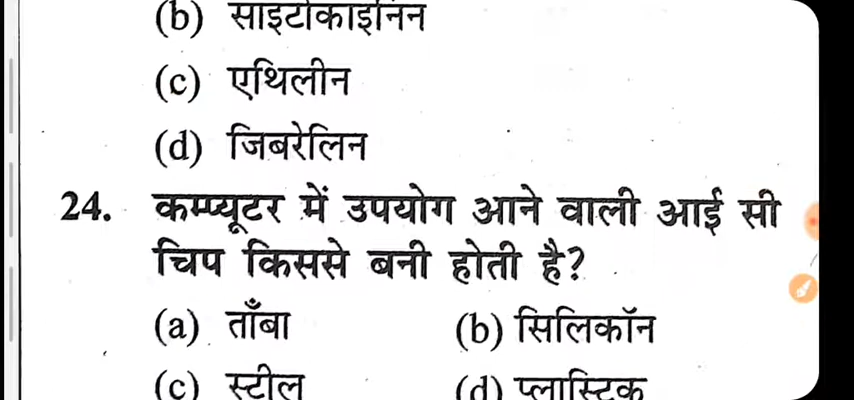 (b) साइटोकाइनिन
(c) एथिलीन
(d) जिबरेलिन
24. कम्प्यूटर में उपयोग आने वाली आई सी
चिप किससे बनी होती है?
(a) ताँबा (b) सिलिकॉन
(c) स्टील (d) प्लास्टिक